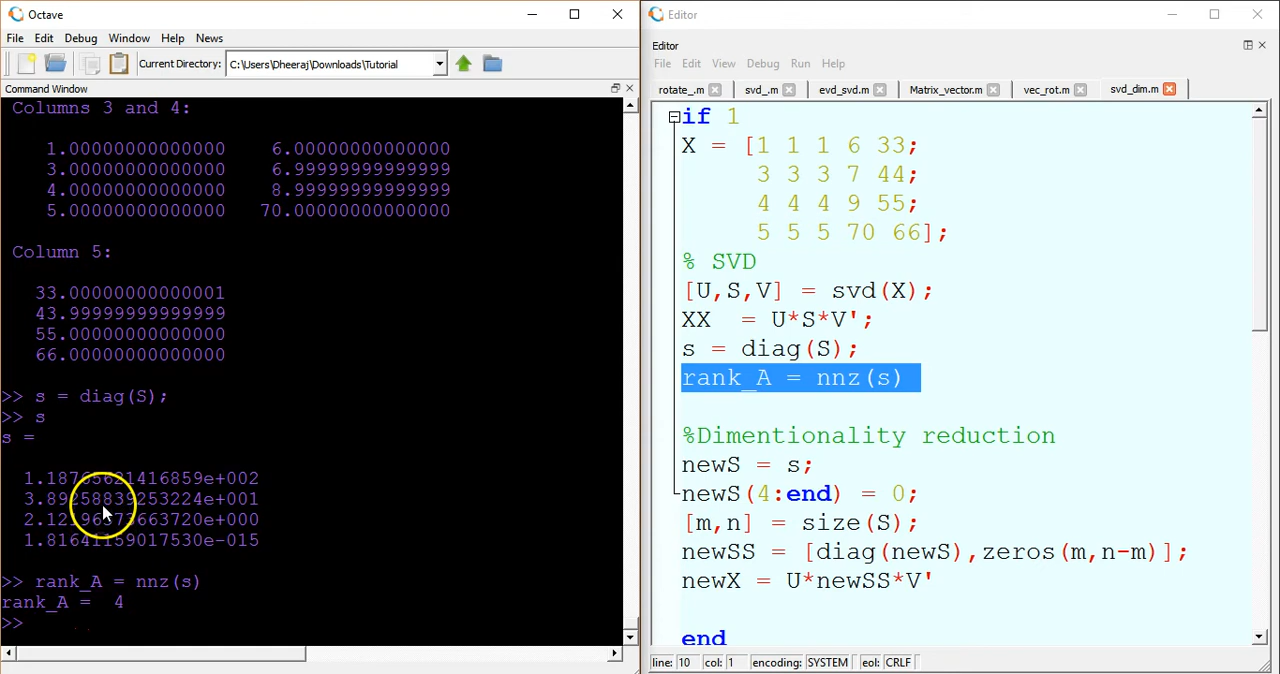 Octave
File Edit Debug Window Help News
Current Directory: C:\Users\Dheeraj\Downloads\Tutorial
Command Window
Columns 3 and 4:
1.00000000000000 6.00000000000000
3.00000000000000 6.99999999999999
4.00000000000000 8.99999999999999
5.00000000000000 70.00000000000000
Column 5:
33.00000000000001
43.99999999999999
55.00000000000000
66.00000000000000
>> s = diag(S);
>> s
s =
1.18765621416859e+002
3.89258839253224e+001
2.12196573663720e+000
1.81641159017530e-015
>> rank_A = nnz(s)
rank_A = 4
>>
Editor
Editor
File Edit View Debug Run Help
rotate_.m svd_.m evd_svd.m Matrix_vector.m vec_rot.m svd_dim.m
if 1
X = [1 1 1 6 33;
3 3 3 7 44;
4 4 4 9 55;
5 5 5 70 66];
% SVD
[U,S,V] = svd(X);
XX = U*S*V';
s = diag(S);
rank_A = nnz(s)
%Dimentionality reduction
newS = s;
newS(4:end) = 0;
[m,n] = size(S);
newSS = [diag(newS),zeros(m,n-m)];
newX = U*newSS*V'
end
line: 10 col: 1 encoding: SYSTEM eol: CRLF